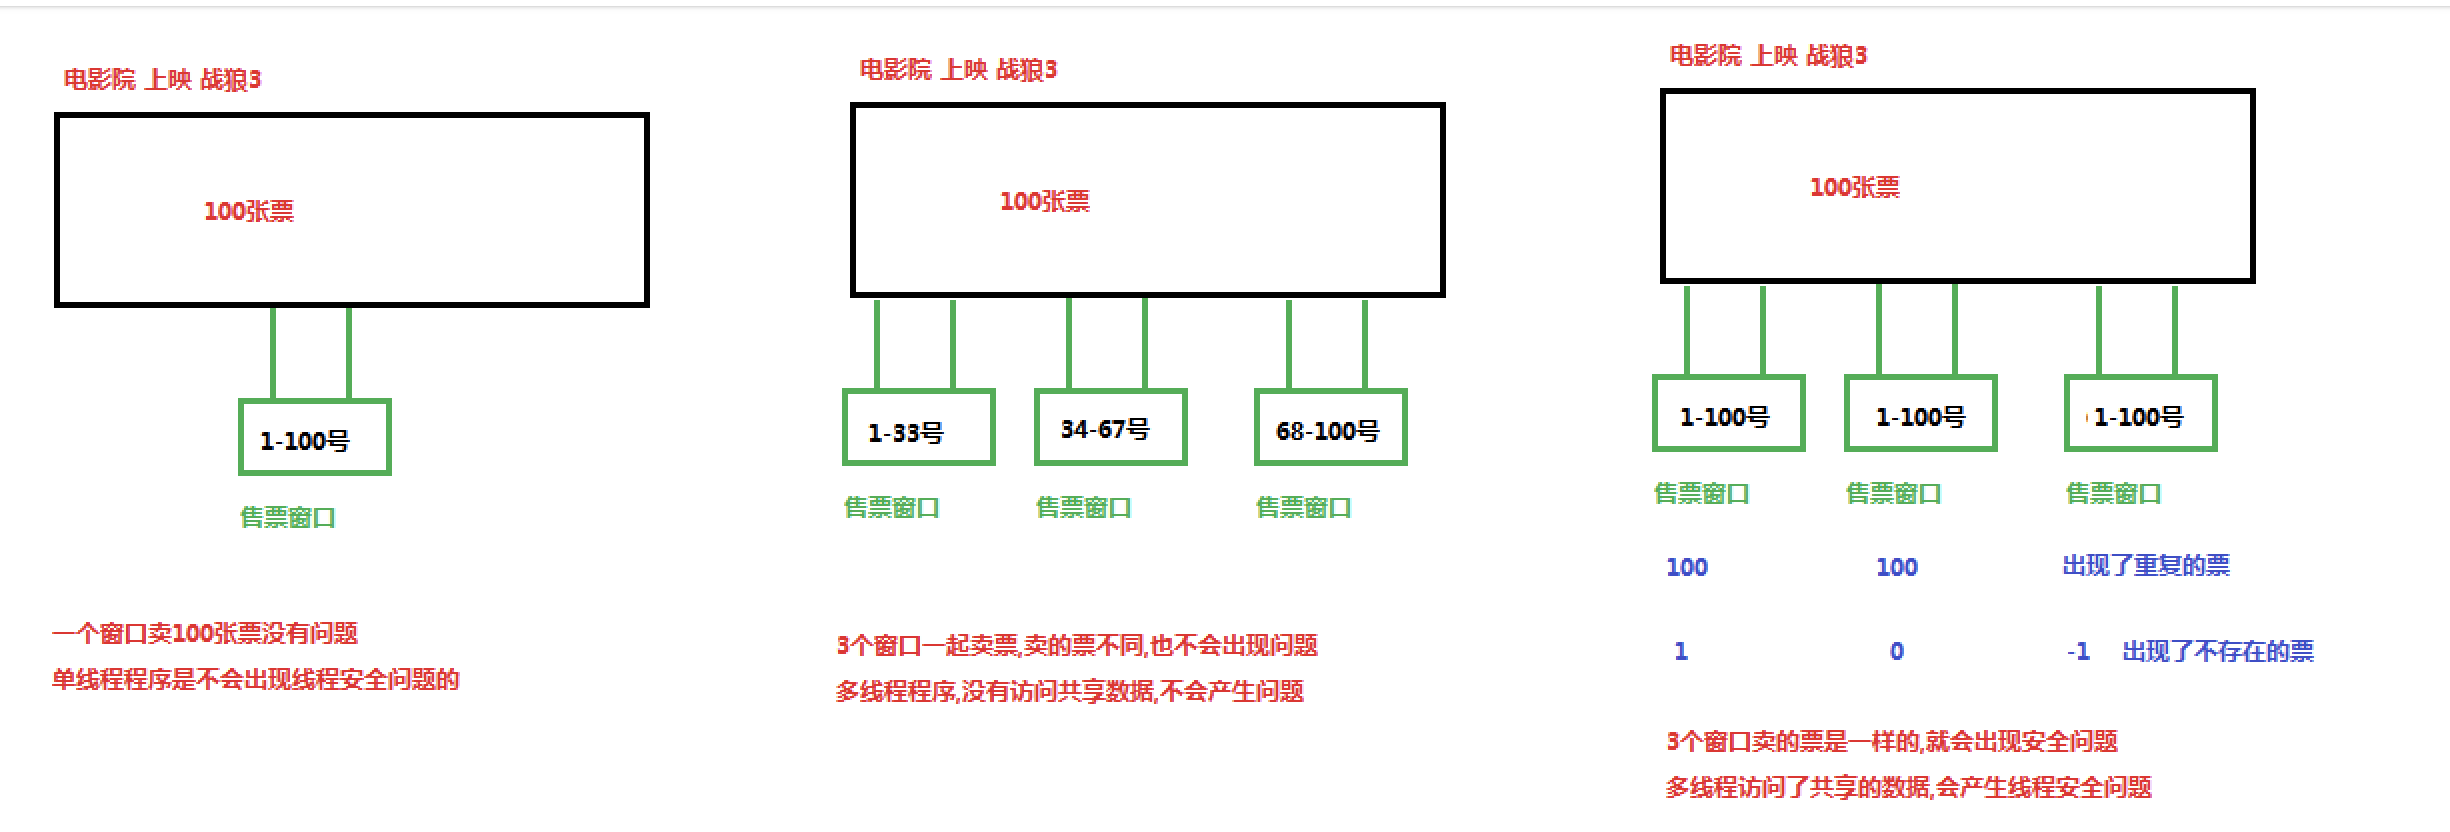 电影院 上映 战狼3
100张票
1-100号
售票窗口
一个窗口卖100张票没有问题
单线程程序是不会出现线程安全问题的
电影院 上映 战狼3
100张票
1-33号
34-67号
68-100号
售票窗口
售票窗口
售票窗口
3个窗口一起卖票,卖的票不同,也不会出现问题
多线程程序,没有访问共享数据,不会产生问题
电影院 上映 战狼3
100张票
1-100号
1-100号
1-100号
售票窗口
售票窗口
售票窗口
100 100 出现了重复的票
1 0 -1 出现了不存在的票
3个窗口卖的票是一样的,就会出现安全问题
多线程访问了共享的数据,会产生线程安全问题